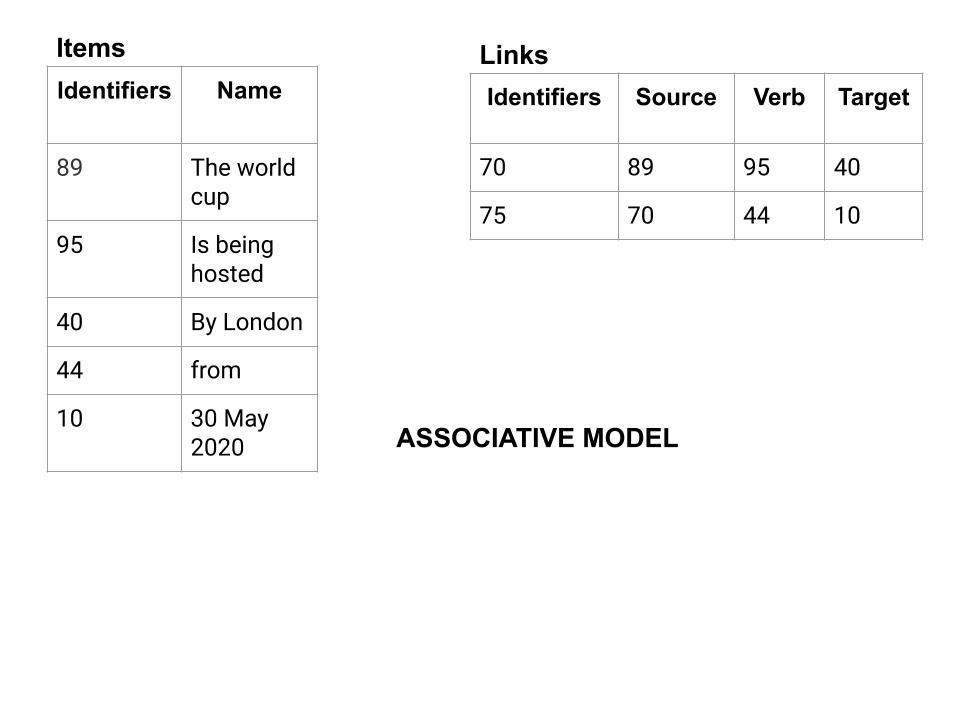 Items
Identifiers Name
89 The world
cup
95 Is being
hosted
40 By London
44 from
10 30 May
2020
Links
Identifiers Source Verb Target
70 89 95 40
75 70 44 10
ASSOCIATIVE MODEL